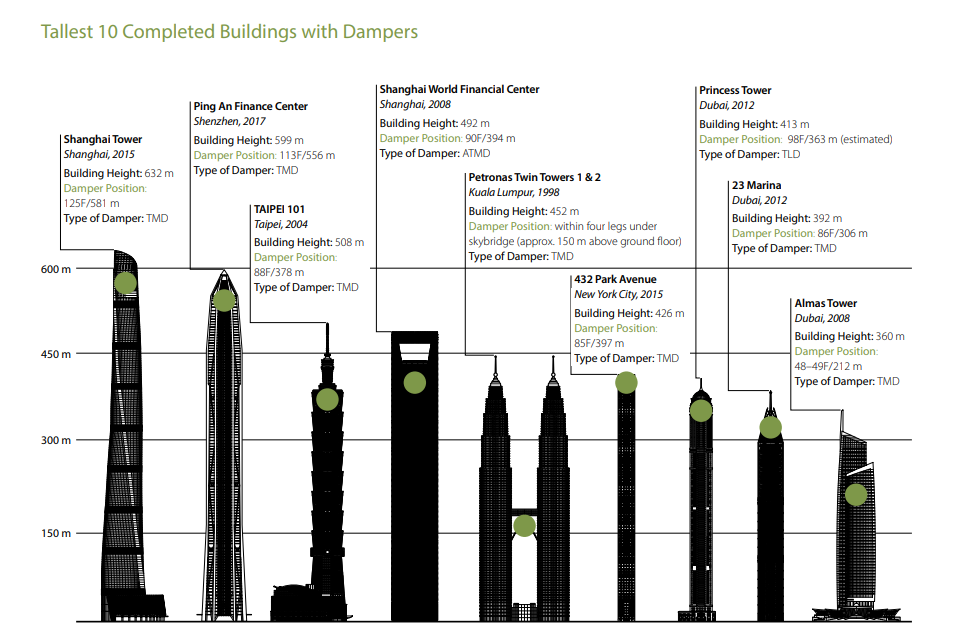 Tallest 10 Completed Buildings with Dampers
Shanghai Tower
Shanghai, 2015
Building Height: 632 m
Damper Position:
125F/581 m
Type of Damper: TMD
Ping An Finance Center
Shenzhen, 2017
Building Height: 599 m
Damper Position: 113F/556 m
Type of Damper: TMD
TAIPEI 101
Taipei, 2004
Building Height: 508 m
Damper Position:
88F/378 m
Type of Damper: TMD
Shanghai World Financial Center
Shanghai, 2008
Building Height: 492 m
Damper Position: 90F/394 m
Type of Damper: ATMD
Petronas Twin Towers 1 & 2
Kuala Lumpur, 1998
Building Height: 452 m
Damper Position: within four legs under
skybridge (approx. 150 m above ground floor)
Type of Damper: TMD
432 Park Avenue
New York City, 2015
Building Height: 426 m
Damper Position:
85F/397 m
Type of Damper: TMD
Princess Tower
Dubai, 2012
Building Height: 413 m
Damper Position: 98F/363 m (estimated)
Type of Damper: TLD
23 Marina
Dubai, 2012
Building Height: 392 m
Damper Position: 86F/306 m
Type of Damper: TMD
Almas Tower
Dubai, 2008
Building Height: 360 m
Damper Position:
48–49F/212 m
Type of Damper: TMD
600 m
450 m
300 m
150 m